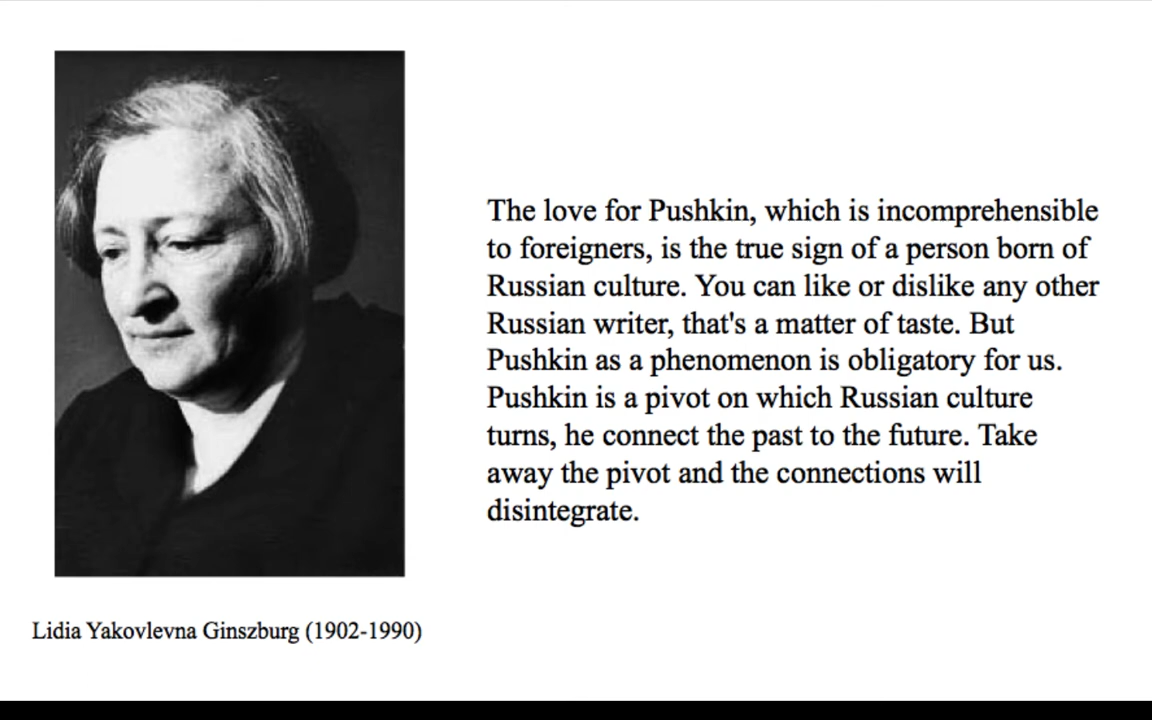 The love for Pushkin, which is incomprehensible
to foreigners, is the true sign of a person born of
Russian culture. You can like or dislike any other
Russian writer, that's a matter of taste. But
Pushkin as a phenomenon is obligatory for us.
Pushkin is a pivot on which Russian culture
turns, he connect the past to the future. Take
away the pivot and the connections will
disintegrate.
Lidia Yakovlevna Ginszburg (1902-1990)